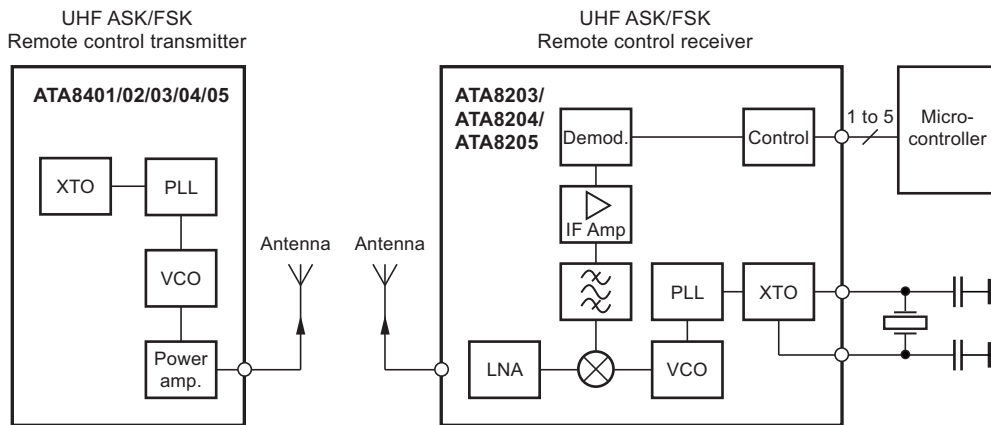 UHF ASK/FSK
Remote control transmitter
ATA8401/02/03/04/05
XTO
PLL
VCO
Power
amp.
Antenna
Antenna
UHF ASK/FSK
Remote control receiver
ATA8203/
ATA8204/
ATA8205
Demod.
Control
1 to 5
Micro-
controller
IF Amp
PLL
XTO
LNA
VCO